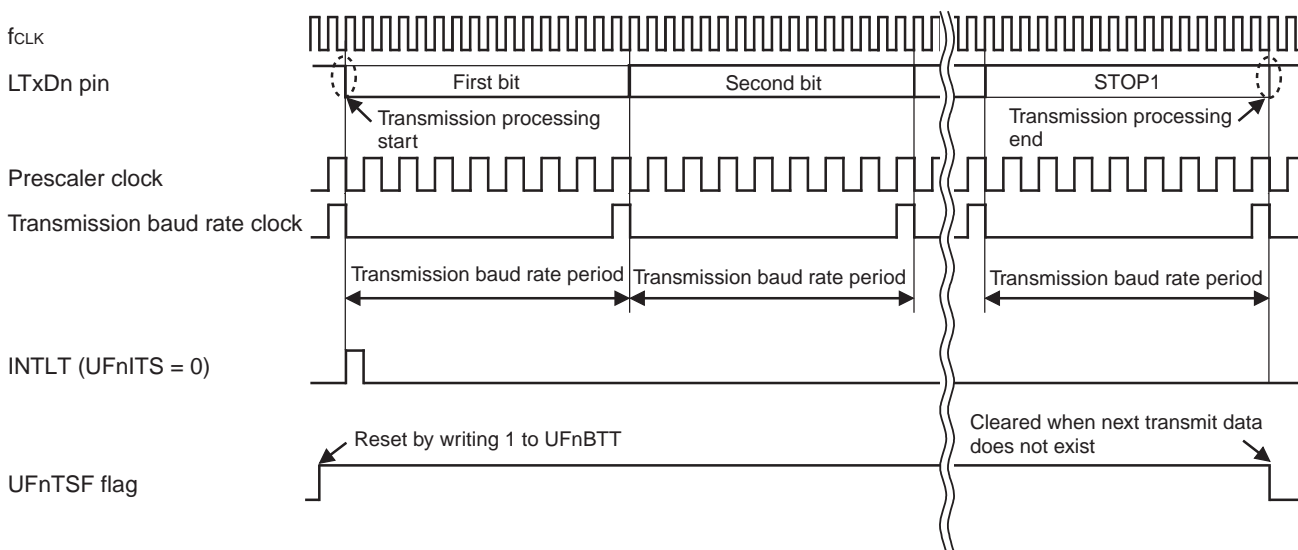 fCLK
LTxDn pin
First bit
Second bit
STOP1
Transmission processing
start
Transmission processing
end
Prescaler clock
Transmission baud rate clock
Transmission baud rate period
Transmission baud rate period
Transmission baud rate period
INTLT (UFnITS = 0)
Reset by writing 1 to UFnBTT
Cleared when next transmit data
does not exist
UFnTSF flag